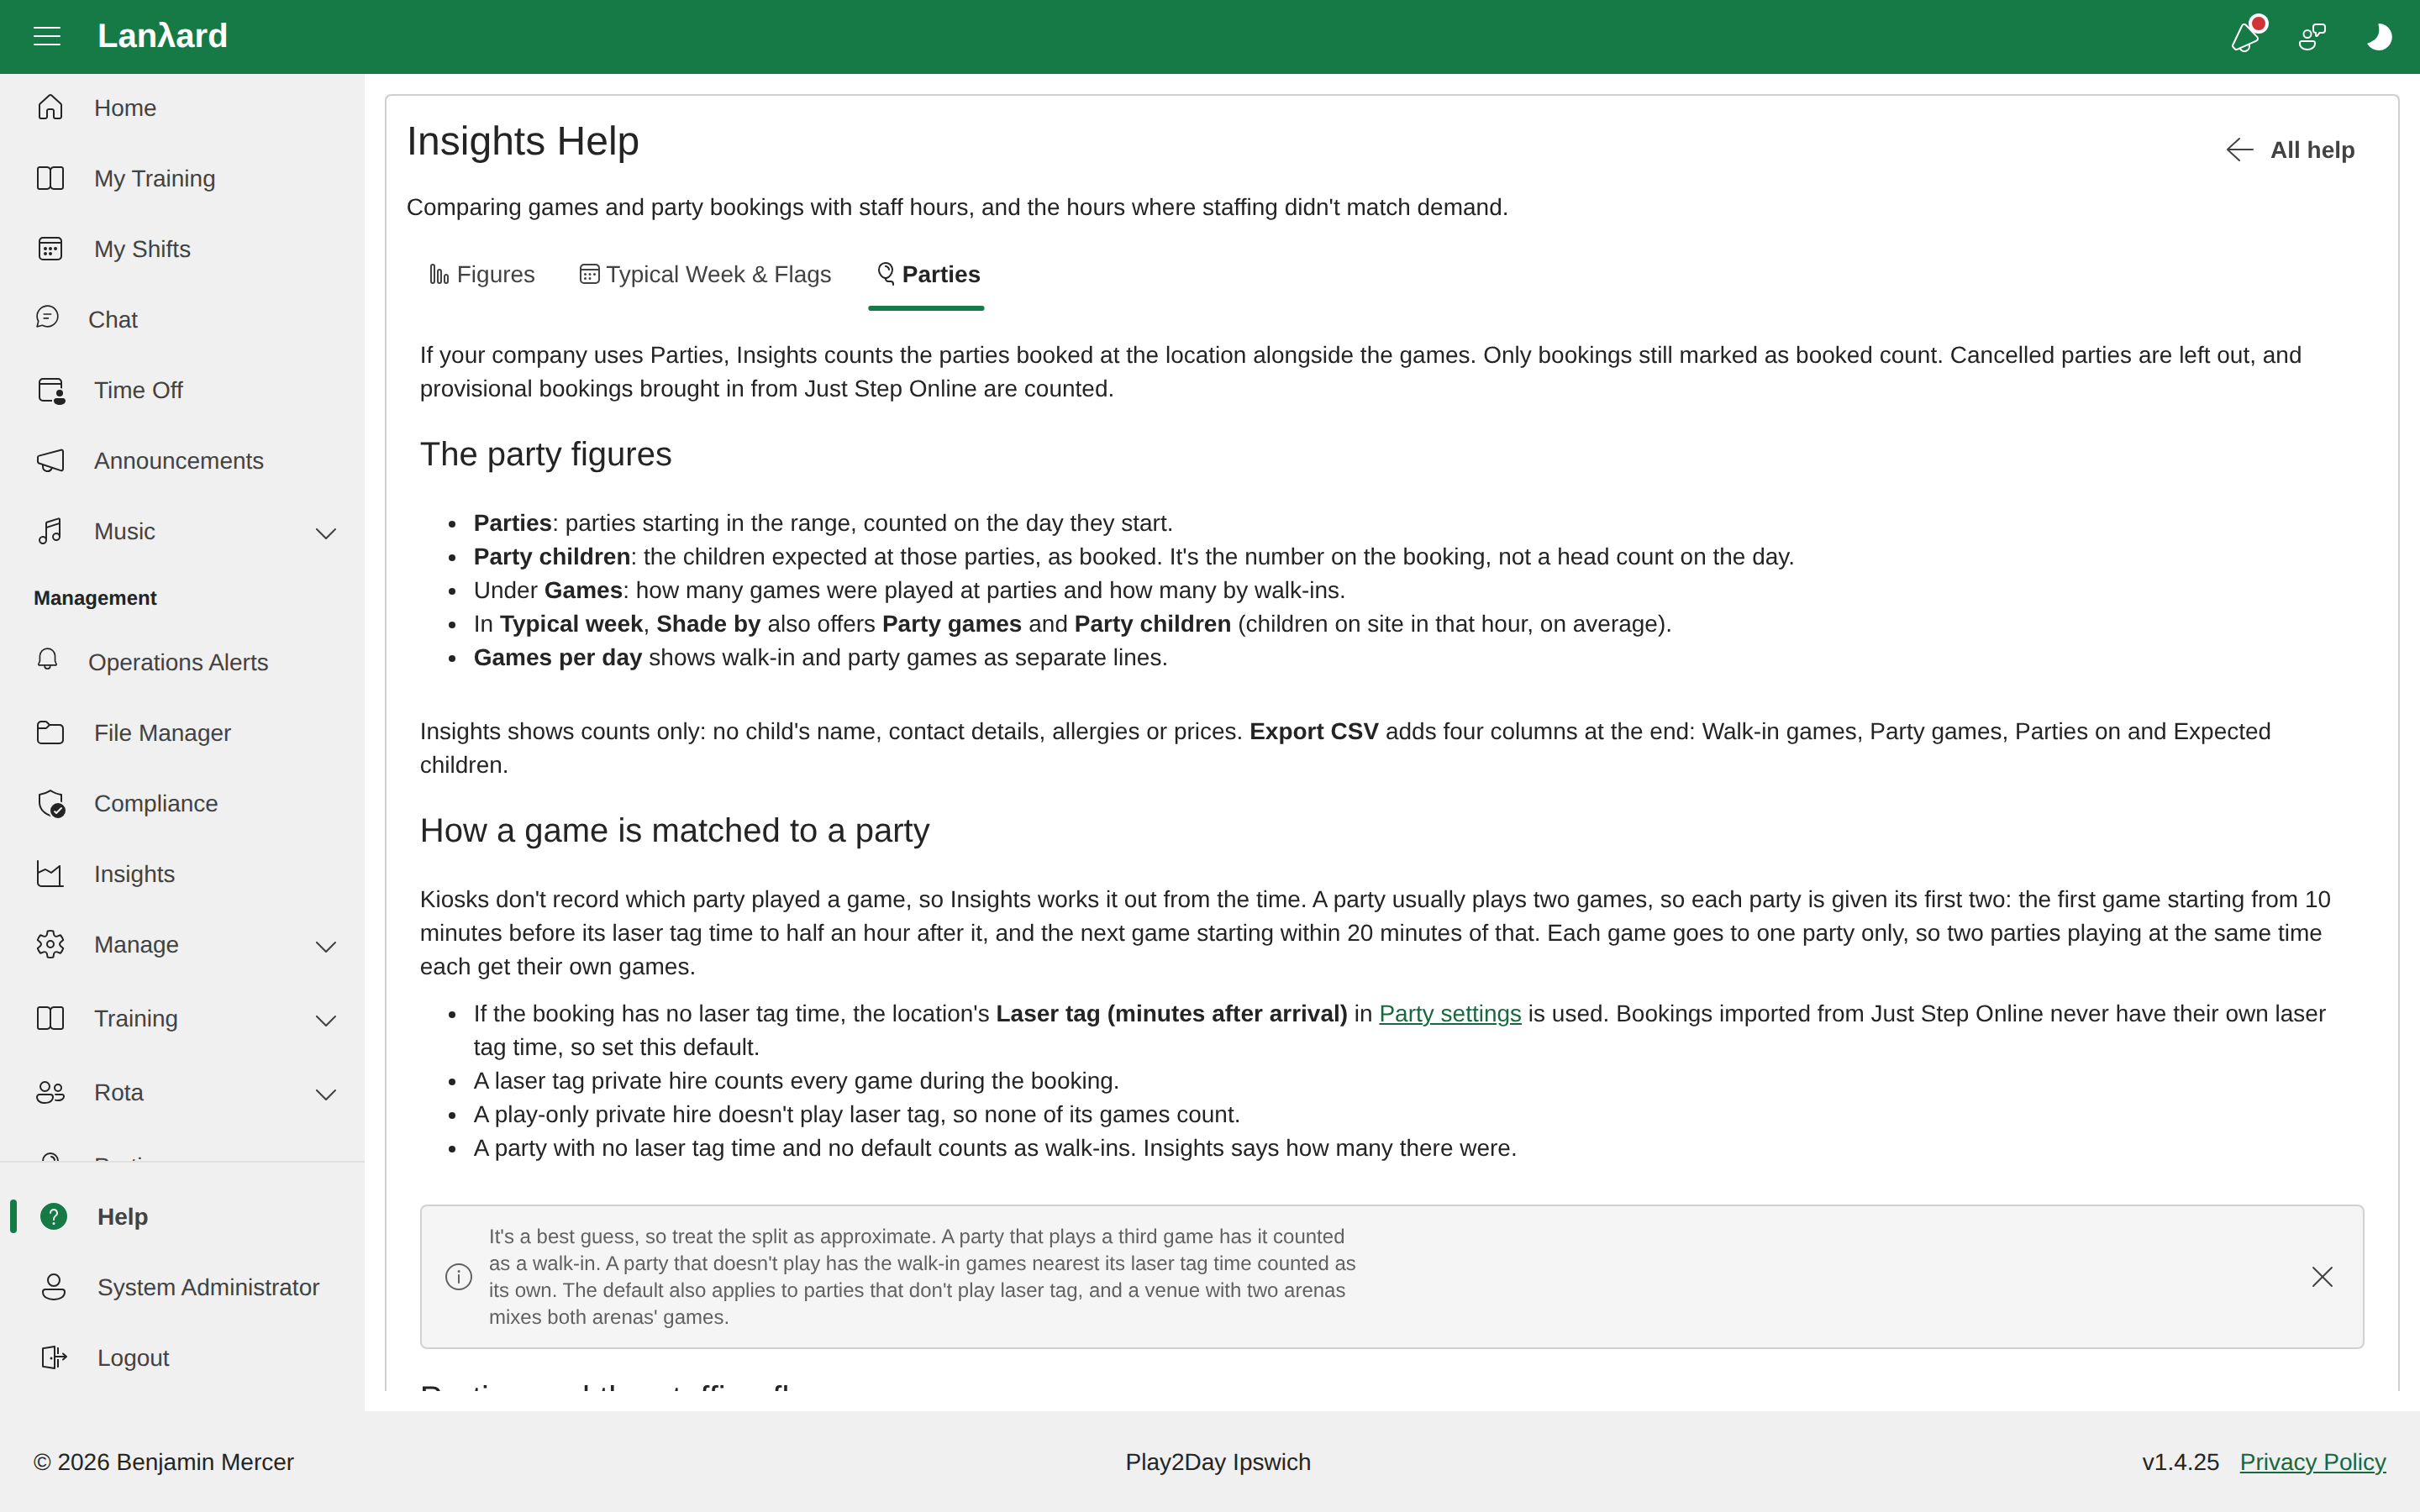 Lanλard
Home
My Training
My Shifts
Chat
Time Off
Announcements
Music
Management
Operations Alerts
File Manager
Compliance
Insights
Manage
Training
Rota
Help
System Administrator
Logout
Insights Help
All help
Comparing games and party bookings with staff hours, and the hours where staffing didn't match demand.
Figures
Typical Week & Flags
Parties
If your company uses Parties, Insights counts the parties booked at the location alongside the games. Only bookings still marked as booked count. Cancelled parties are left out, and
provisional bookings brought in from Just Step Online are counted.
The party figures
• Parties: parties starting in the range, counted on the day they start.
• Party children: the children expected at those parties, as booked. It's the number on the booking, not a head count on the day.
• Under Games: how many games were played at parties and how many by walk-ins.
• In Typical week, Shade by also offers Party games and Party children (children on site in that hour, on average).
• Games per day shows walk-in and party games as separate lines.
Insights shows counts only: no child's name, contact details, allergies or prices. Export CSV adds four columns at the end: Walk-in games, Party games, Parties on and Expected
children.
How a game is matched to a party
Kiosks don't record which party played a game, so Insights works it out from the time. A party usually plays two games, so each party is given its first two: the first game starting from 10
minutes before its laser tag time to half an hour after it, and the next game starting within 20 minutes of that. Each game goes to one party only, so two parties playing at the same time
each get their own games.
• If the booking has no laser tag time, the location's Laser tag (minutes after arrival) in Party settings is used. Bookings imported from Just Step Online never have their own laser
tag time, so set this default.
• A laser tag private hire counts every game during the booking.
• A play-only private hire doesn't play laser tag, so none of its games count.
• A party with no laser tag time and no default counts as walk-ins. Insights says how many there were.
It's a best guess, so treat the split as approximate. A party that plays a third game has it counted
as a walk-in. A party that doesn't play has the walk-in games nearest its laser tag time counted as
its own. The default also applies to parties that don't play laser tag, and a venue with two arenas
mixes both arenas' games.
© 2026 Benjamin Mercer
Play2Day Ipswich
v1.4.25
Privacy Policy